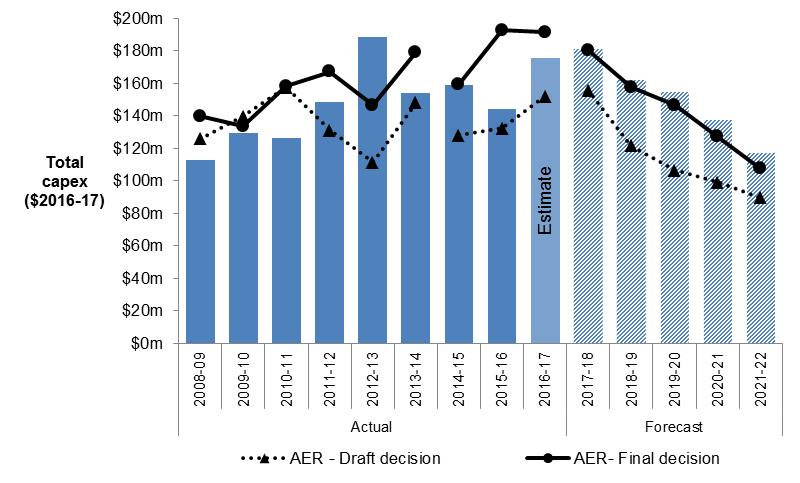 $200m
$180m
$160m
$140m
$120m
$100m
$80m
$60m
$40m
$20m
$0m
Total
capex
($2016-17)
Estimate
2008-09
2009-10
2010-11
2011-12
2012-13
2013-14
2014-15
2015-16
2016-17
2017-18
2018-19
2019-20
2020-21
2021-22
Actual
Forecast
AER - Draft decision
AER- Final decision